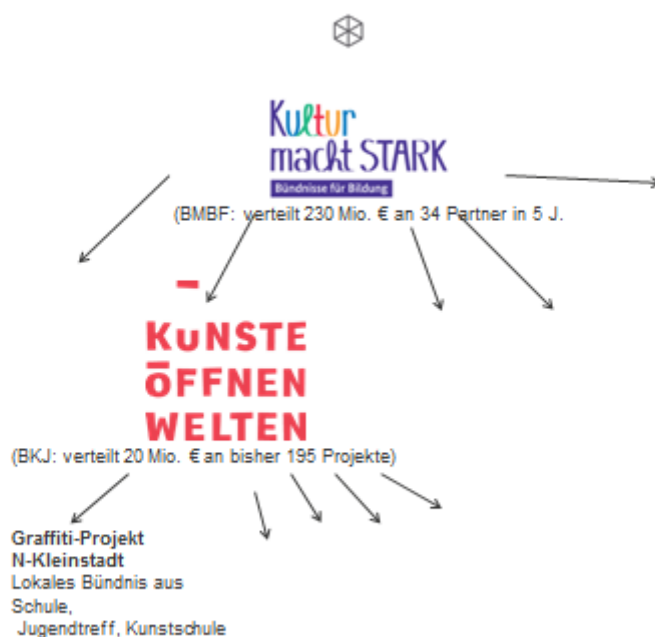 Kultur
macht STARK
Bündnisse für Bildung
(BMBF: verteilt 230 Mio. € an 34 Partner in 5 J.
KÜNSTE
ÖFFNEN
WELTEN
(BKJ: verteilt 20 Mio. € an bisher 195 Projekte)
Graffiti-Projekt
N-Kleinstadt
Lokales Bündnis aus
Schule,
Jugendtreff, Kunstschule